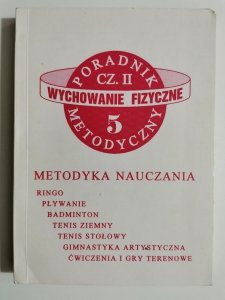 PORADNIK
CZ. II
WYCHOWANIE FIZYCZNE
5
METODYCZNY
METODYKA NAUCZANIA
RINGO
PŁYWANIE
BADMINTON
TENIS ZIEMNY
TENIS STOŁOWY
GIMNASTYKA ARTYSTYCZNA
ĆWICZENIA I GRY TERENOWE